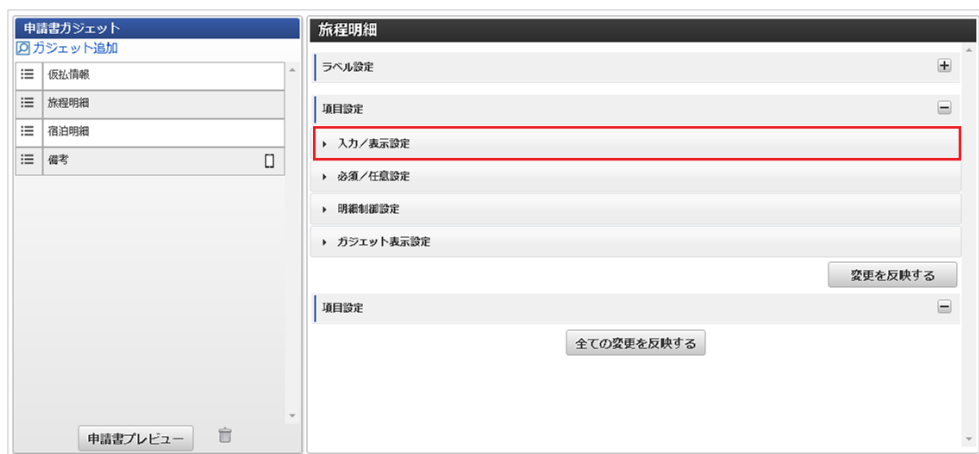 申請書ガジェット
ガジェット追加
仮払情報
旅程明細
宿泊明細
備考
申請書プレビュー
旅程明細
ラベル設定
項目設定
入力／表示設定
必須／任意設定
明細制御設定
ガジェット表示設定
変更を反映する
項目設定
全ての変更を反映する